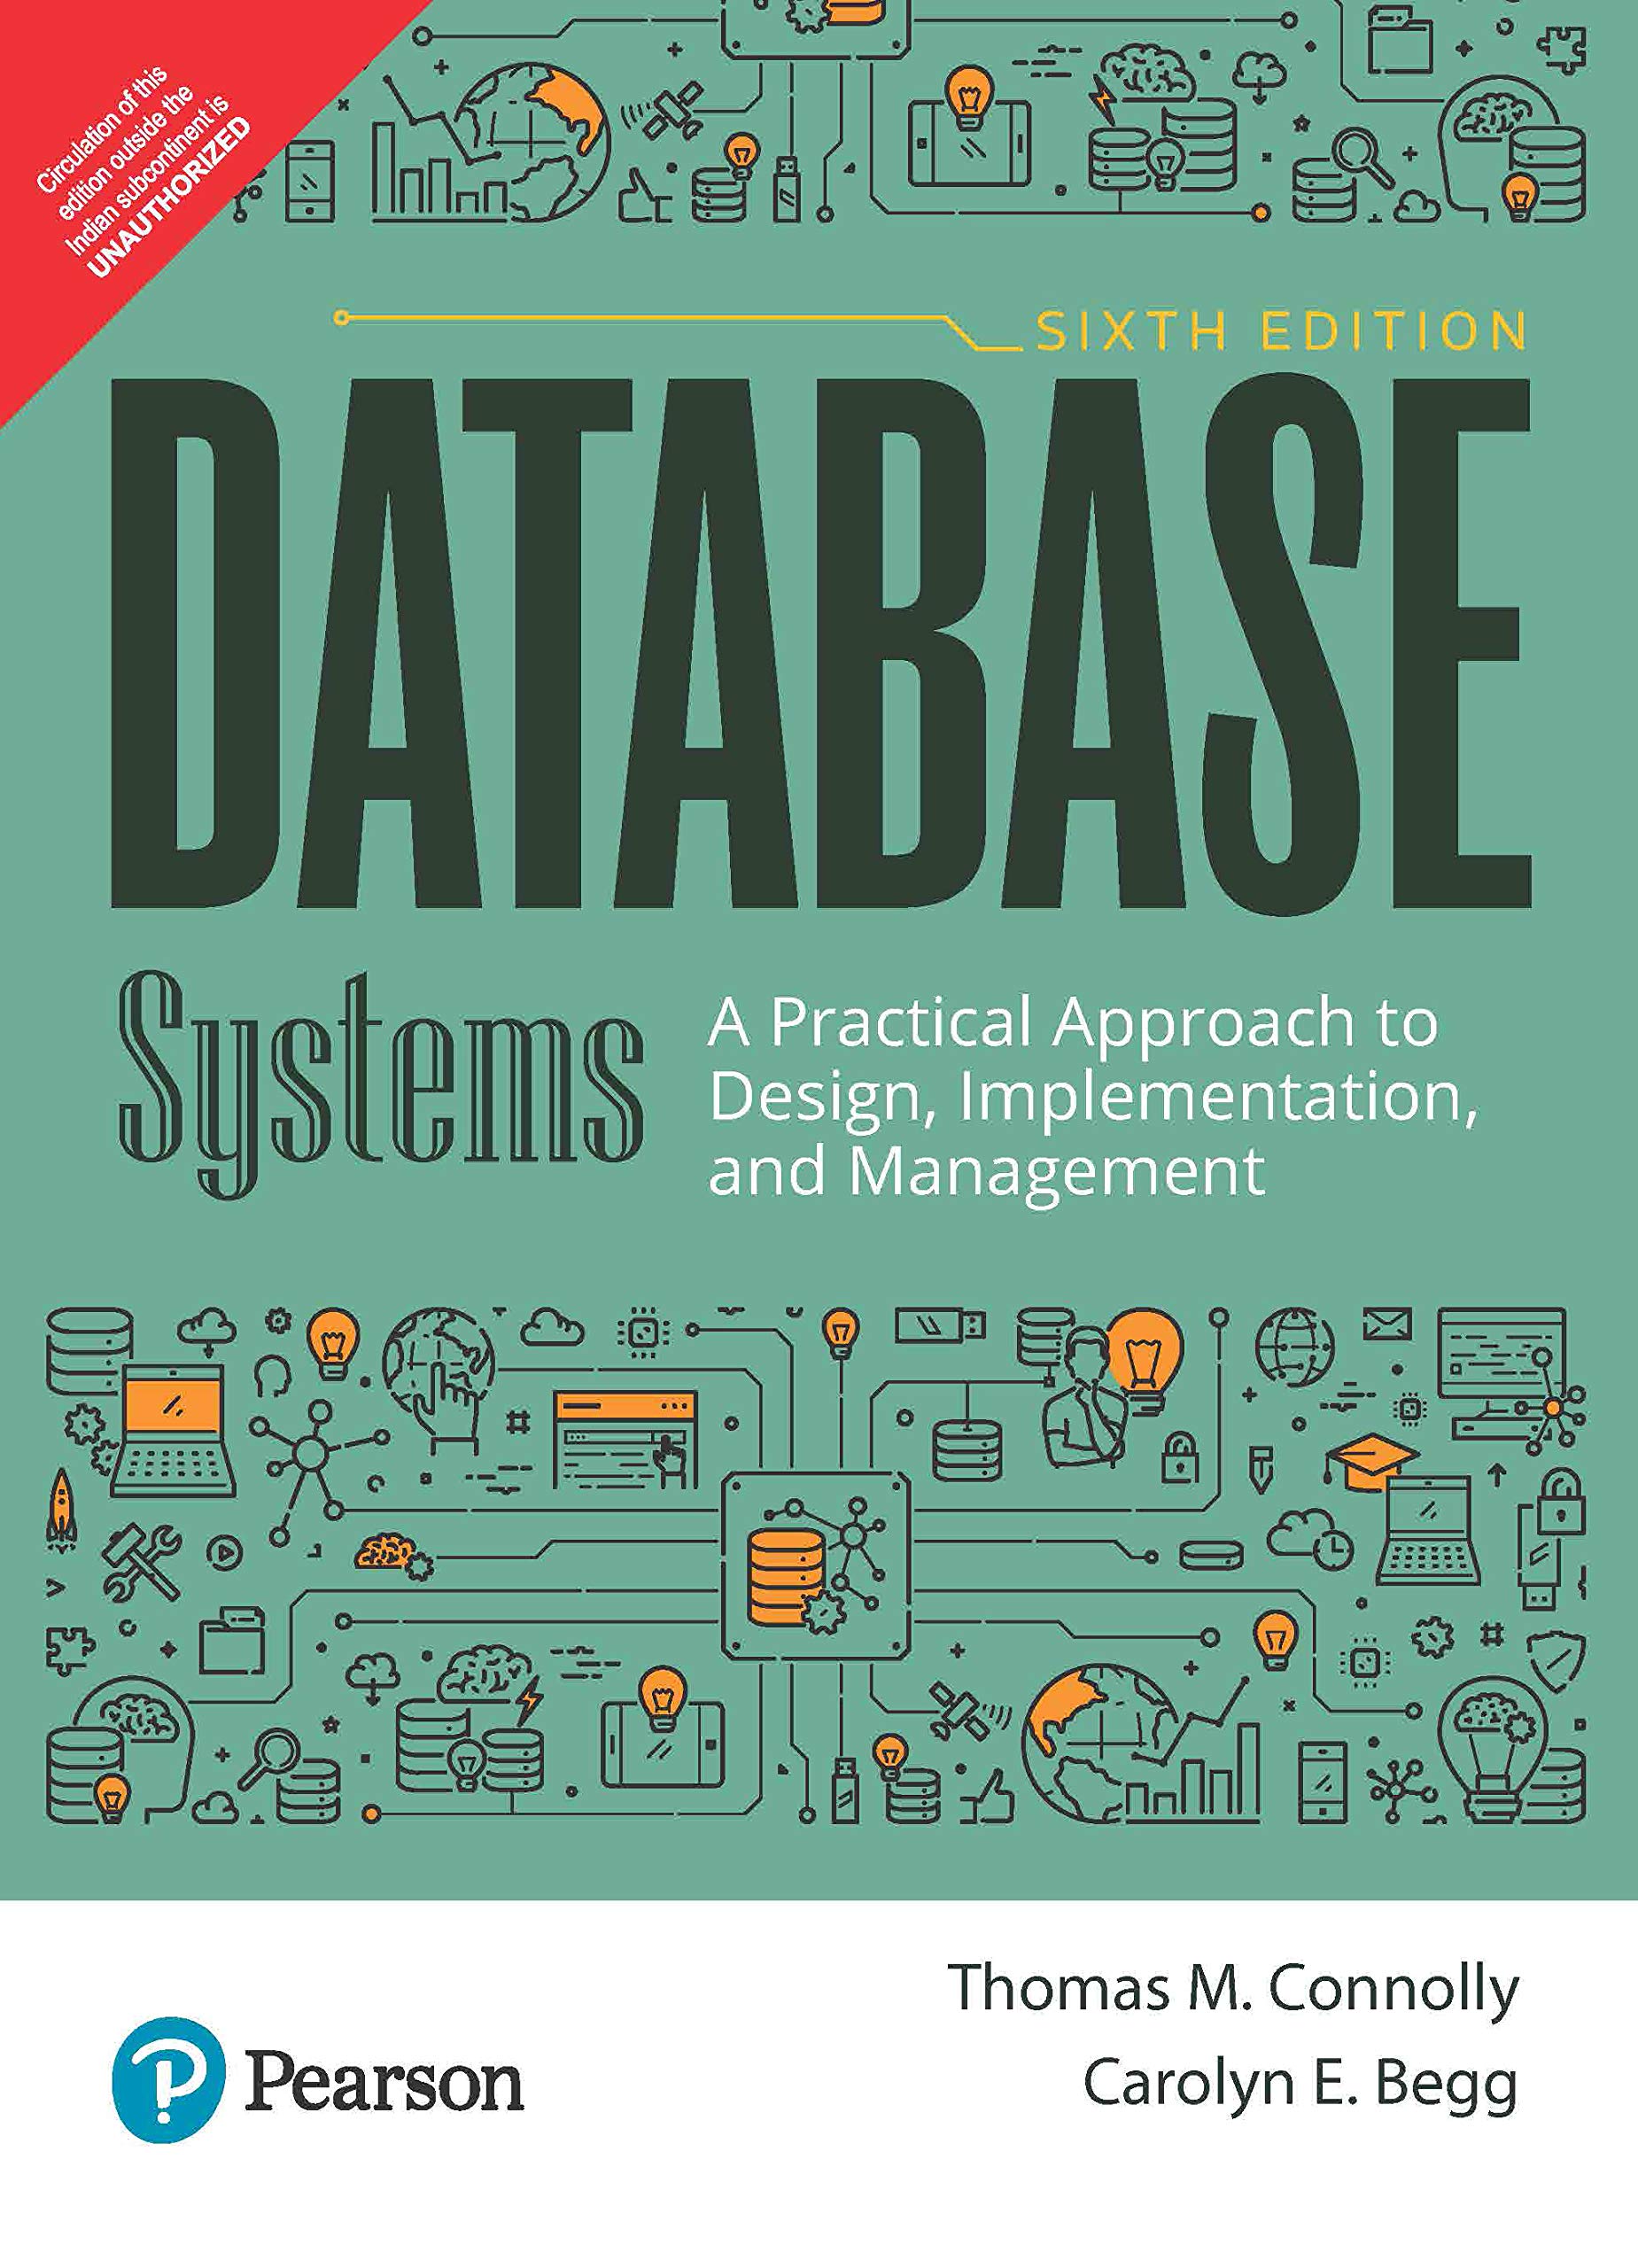 Circulation of this
edition outside the
Indian subcontinent is
UNAUTHORIZED
SIXTH EDITION
DATABASE
Systems
A Practical Approach to
Design, Implementation,
and Management
Thomas M. Connolly
Carolyn E. Begg
Pearson